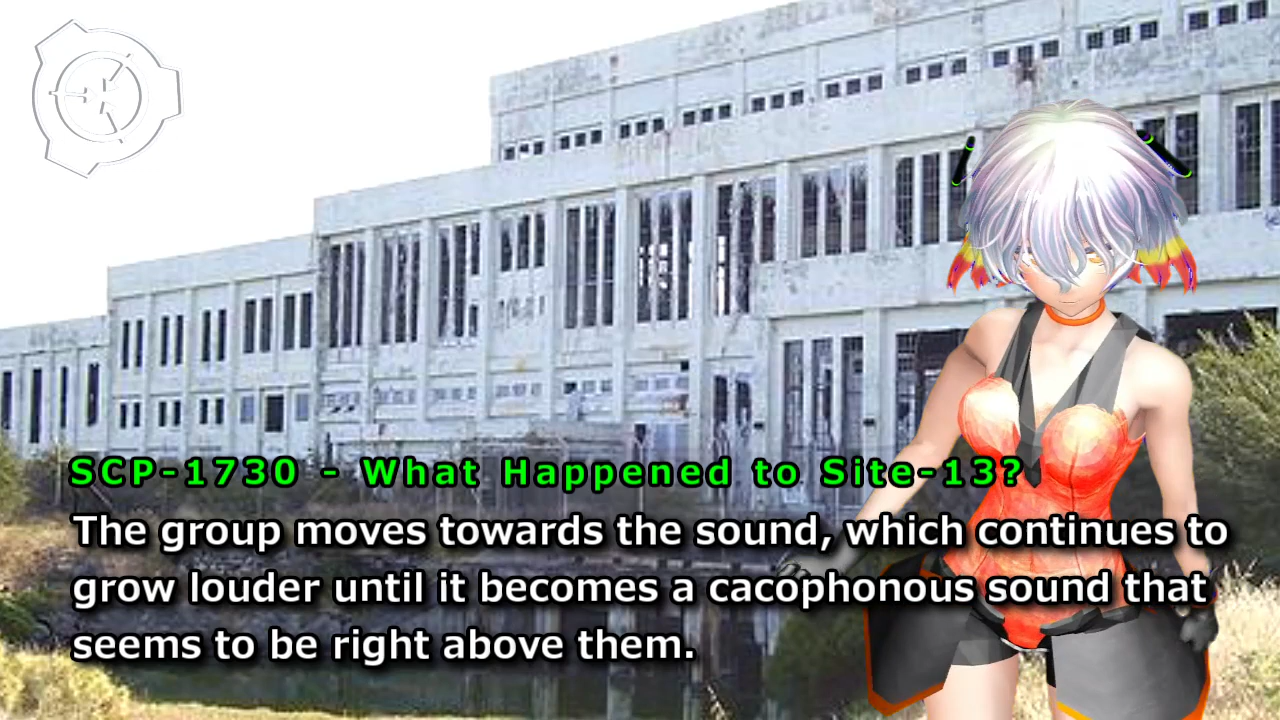 SCP-1730 - What Happened to Site-13?
The group moves towards the sound, which continues to
grow louder until it becomes a cacophonous sound that
seems to be right above them.